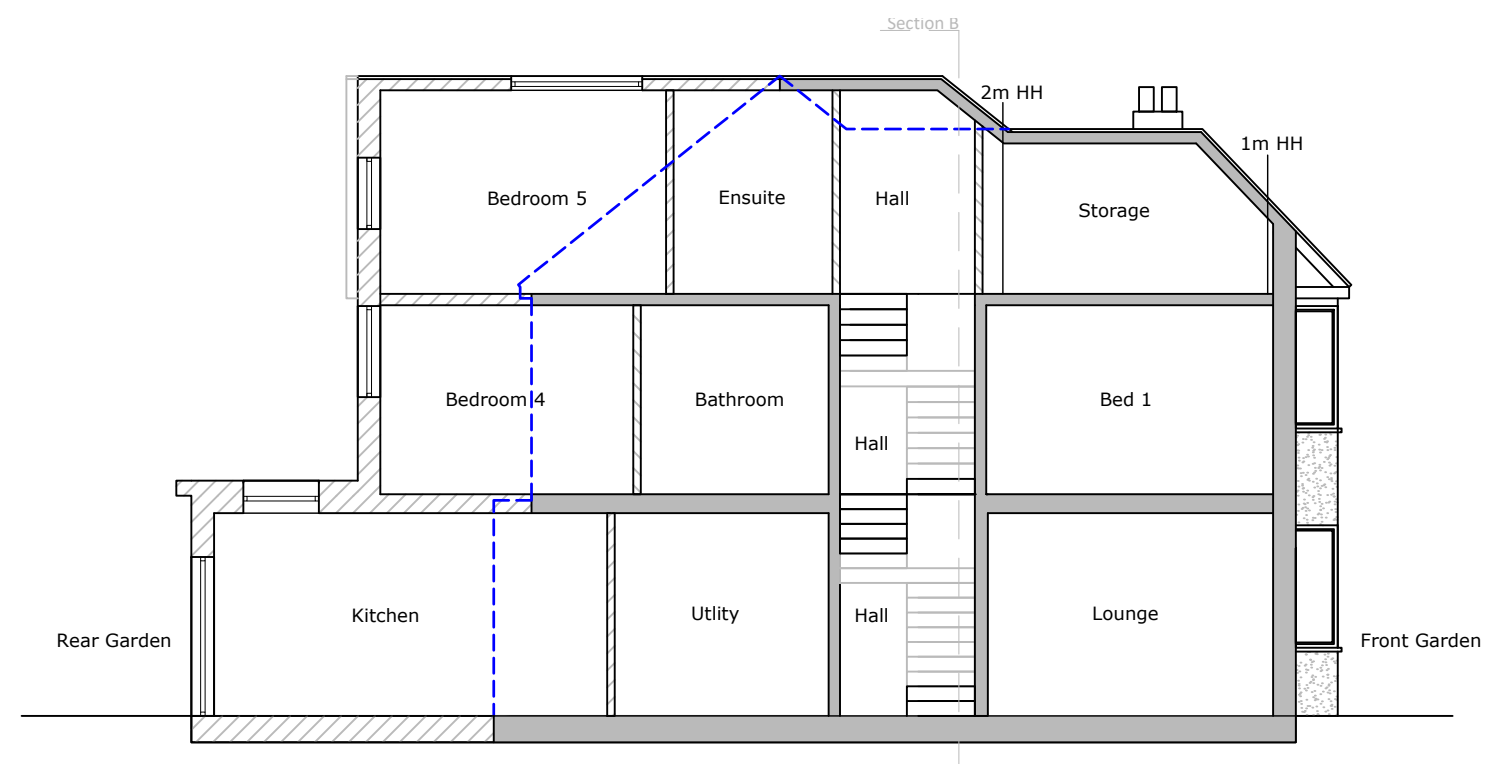 Section B
2m HH
1m HH
Bedroom 5
Ensuite
Hall
Storage
Bedroom 4
Bathroom
Hall
Bed 1
Kitchen
Utlity
Hall
Lounge
Rear Garden
Front Garden